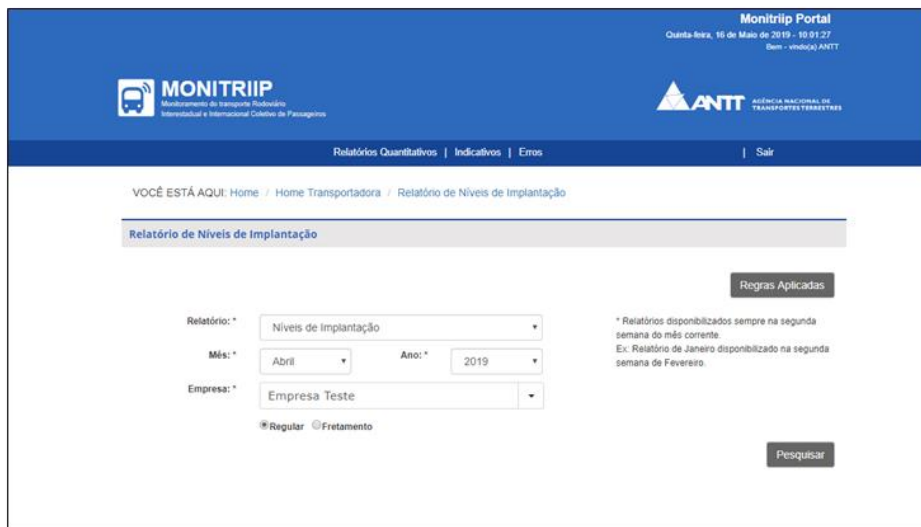 Monitriip Portal
Quinta-feira, 16 de Maio de 2019 - 10:01:27
Bem - vindo(a) ANTT
MONITRIIP
Monitoramento do transporte Rodoviário
Interestadual e Internacional Coletivo de Passageiros
ANTT AGÊNCIA NACIONAL DE
TRANSPORTES TERRESTRES
Relatórios Quantitativos | Indicativos | Erros | Sair
VOCÊ ESTÁ AQUI: Home / Home Transportadora / Relatório de Níveis de Implantação
Relatório de Níveis de Implantação
Regras Aplicadas
Relatório: * Níveis de Implantação
* Relatórios disponibilizados sempre na segunda
semana do mês corrente.
Ex: Relatório de Janeiro disponibilizado na segunda
semana de Fevereiro.
Mês: * Abril Ano: * 2019
Empresa: * Empresa Teste
Regular Fretamento
Pesquisar